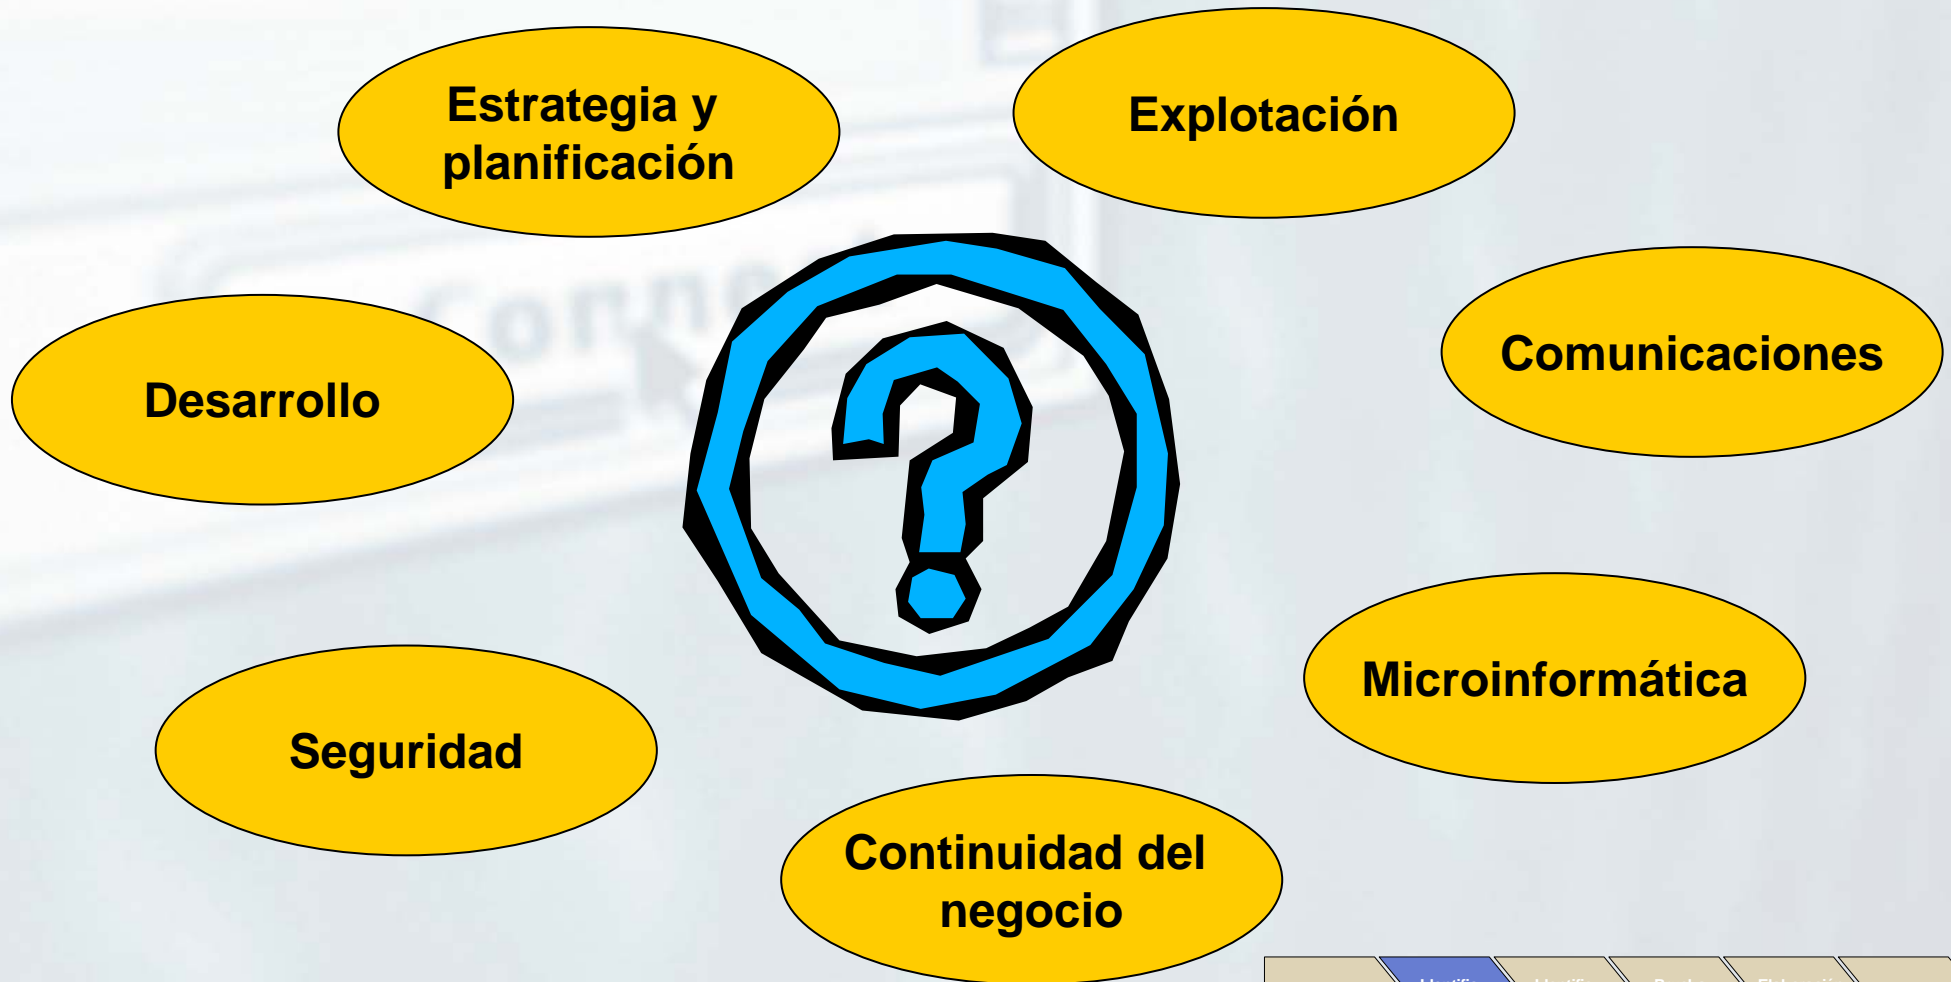 Estrategia y
planificación
Explotación
Comunicaciones
Desarrollo
Microinformática
Seguridad
Continuidad del
negocio